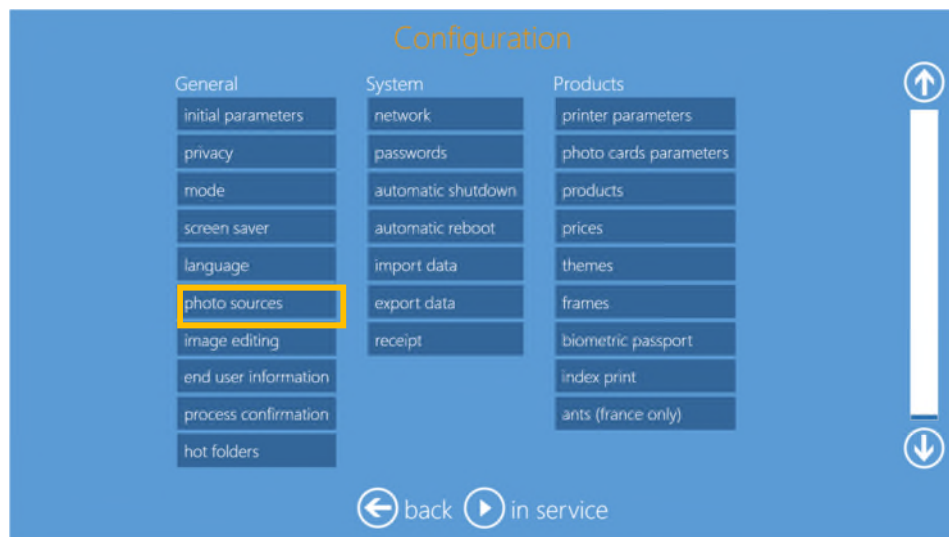 Configuration
General
initial parameters
privacy
mode
screen saver
language
photo sources
image editing
end user information
process confirmation
hot folders
System
network
passwords
automatic shutdown
automatic reboot
import data
export data
receipt
Products
printer parameters
photo cards parameters
products
prices
themes
frames
biometric passport
index print
ants (france only)
back
in service